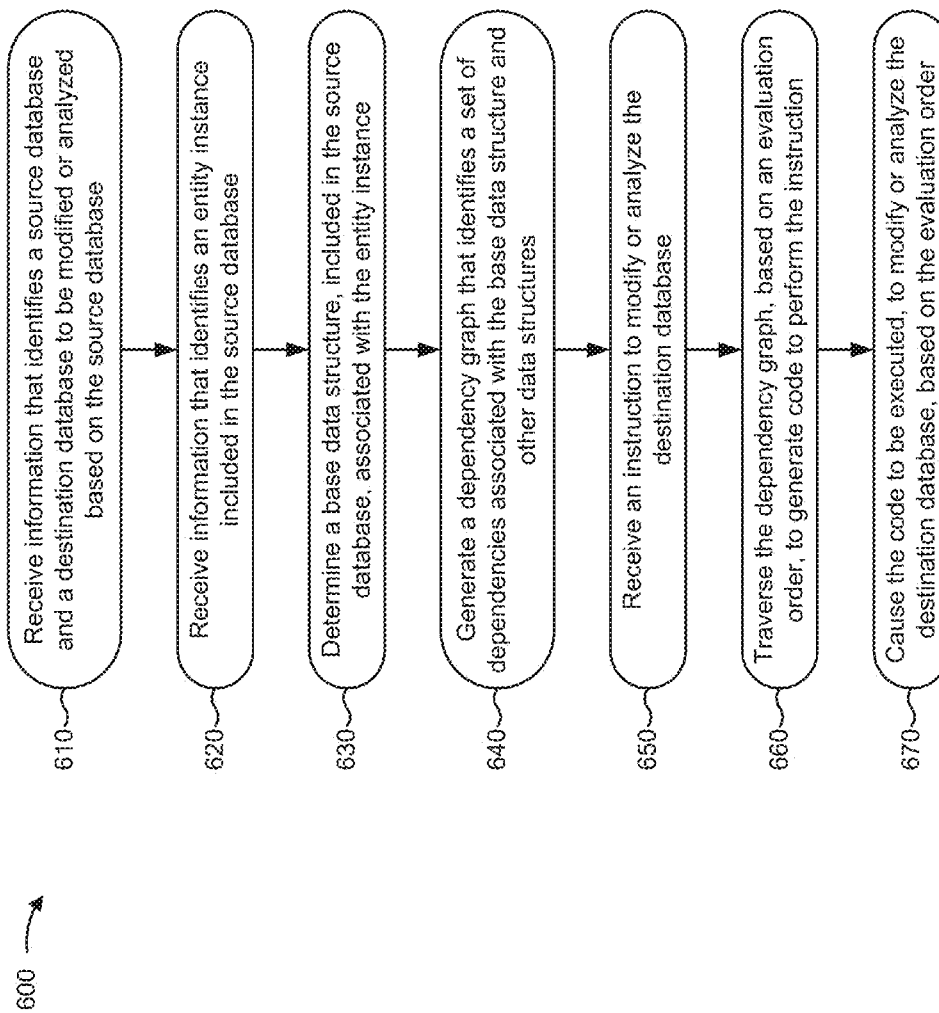 600
610
Receive information that identifies a source database
and a destination database to be modified or analyzed
based on the source database
620
Receive information that identifies an entity instance
included in the source database
630
Determine a base data structure, included in the source
database, associated with the entity instance
640
Generate a dependency graph that identifies a set of
dependencies associated with the base data structure and
other data structures
650
Receive an instruction to modify or analyze the
destination database
660
Traverse the dependency graph, based on an evaluation
order, to generate code to perform the instruction
670
Cause the code to be executed, to modify or analyze the
destination database, based on the evaluation order